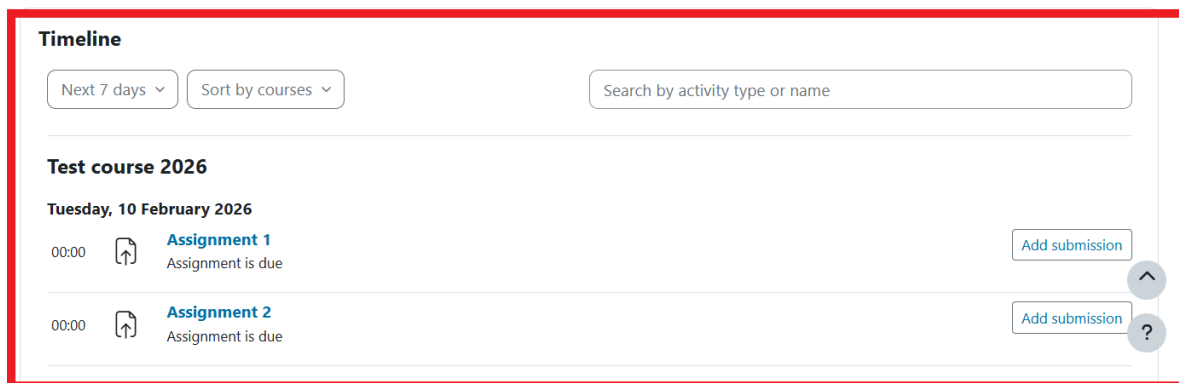 Timeline
Next 7 days
Sort by courses
Search by activity type or name
Test course 2026
Tuesday, 10 February 2026
00:00
Assignment 1
Assignment is due
Add submission
00:00
Assignment 2
Assignment is due
Add submission
?